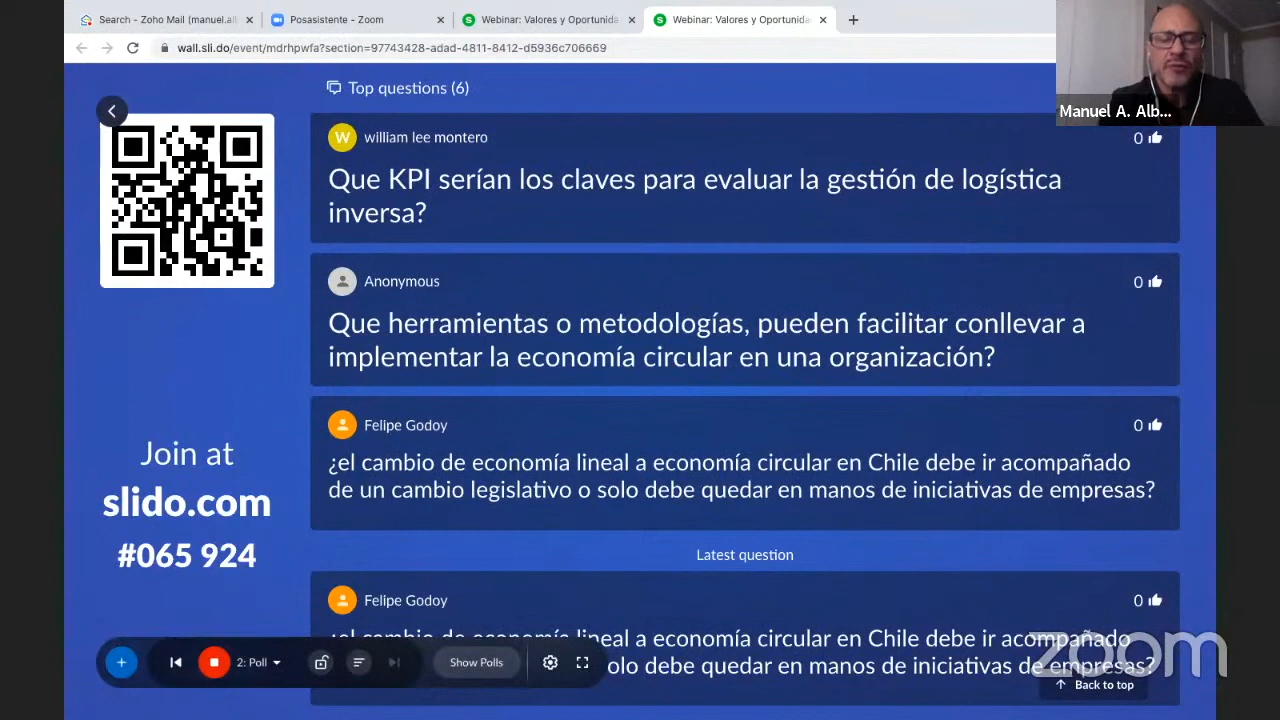 Search - Zoho Mail (manuel.al
Posasistente - Zoom
Webinar: Valores y Oportunida
Webinar: Valores y Oportunida
wall.sli.do/event/mdrhpwfa?section=97743428-adad-4811-8412-d5936c706669
Manuel A. Alb...
Top questions (6)
W
william lee montero
0
Que KPI serían los claves para evaluar la gestión de logística
inversa?
Anonymous
0
Que herramientas o metodologías, pueden facilitar conllevar a
implementar la economía circular en una organización?
Felipe Godoy
0
¿el cambio de economía lineal a economía circular en Chile debe ir acompañado
de un cambio legislativo o solo debe quedar en manos de iniciativas de empresas?
Join at
slido.com
#065 924
Latest question
Felipe Godoy
0
¿el cambio de economía lineal a economía circular en Chile debe ir acompañado
solo debe quedar en manos de iniciativas de empresas?
2: Poll
Show Polls
Back to top
zoom